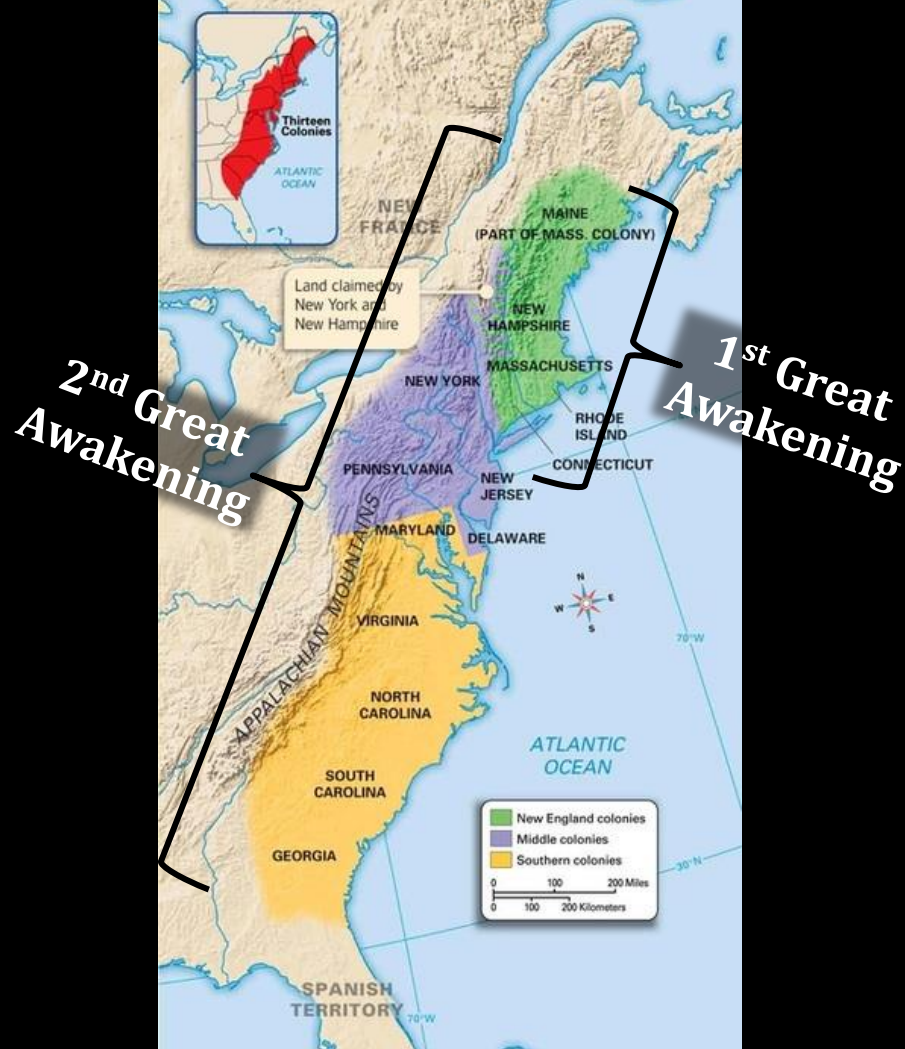 Thirteen
Colonies
ATLANTIC
OCEAN
NEW
FRANCE
MAINE
(PART OF MASS. COLONY)
Land claimed by
New York and
New Hampshire
NEW
HAMPSHIRE
MASSACHUSETTS
NEW YORK
RHODE
ISLAND
CONNECTICUT
2nd Great
Awakening
1st Great
Awakening
PENNSYLVANIA
NEW
JERSEY
MARYLAND
DELAWARE
APPALACHIAN MOUNTAINS
VIRGINIA
N
W
E
S
70°W
NORTH
CAROLINA
ATLANTIC
OCEAN
SOUTH
CAROLINA
GEORGIA
New England colonies
Middle colonies
Southern colonies
0 100 200 Miles
0 100 200 Kilometers
30°N
SPANISH
TERRITORY
70°W